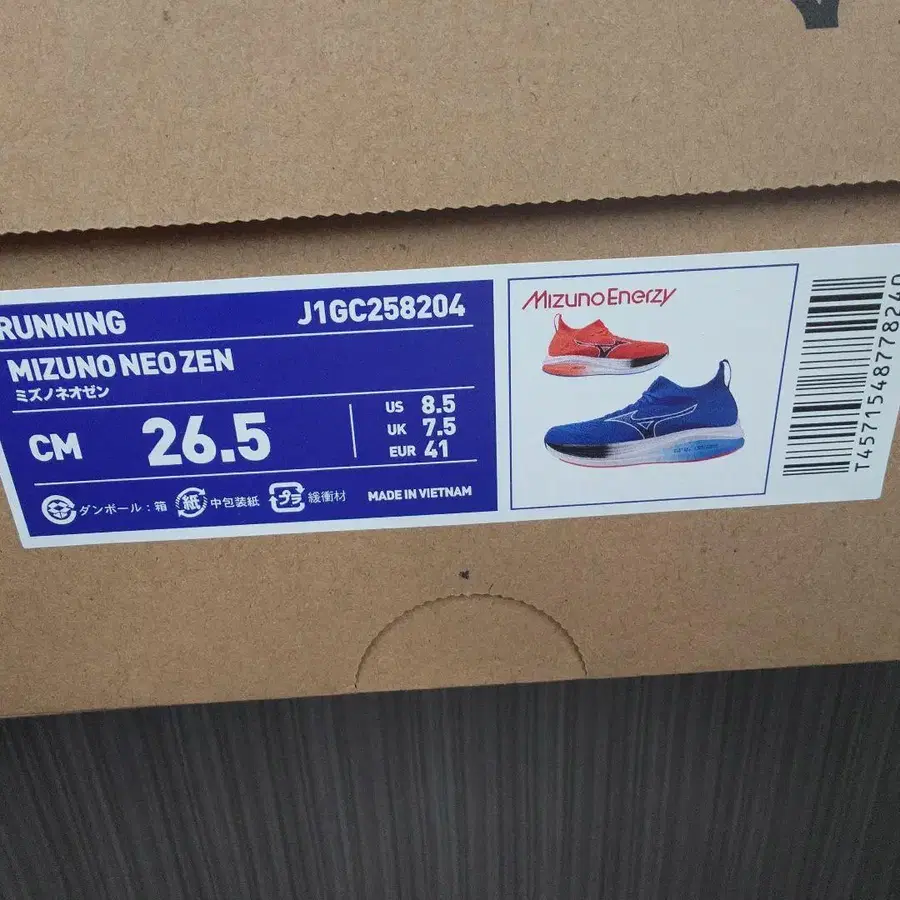 RUNNING
J1GC258204
MIZUNO NEO ZEN
ミズノネオゼン
CM 26.5
US 8.5
UK 7.5
EUR 41
ダンボール：箱 紙 中包装紙 プラ 緩衝材
MADE IN VIETNAM
Mizuno Enerzy
T4571548778240